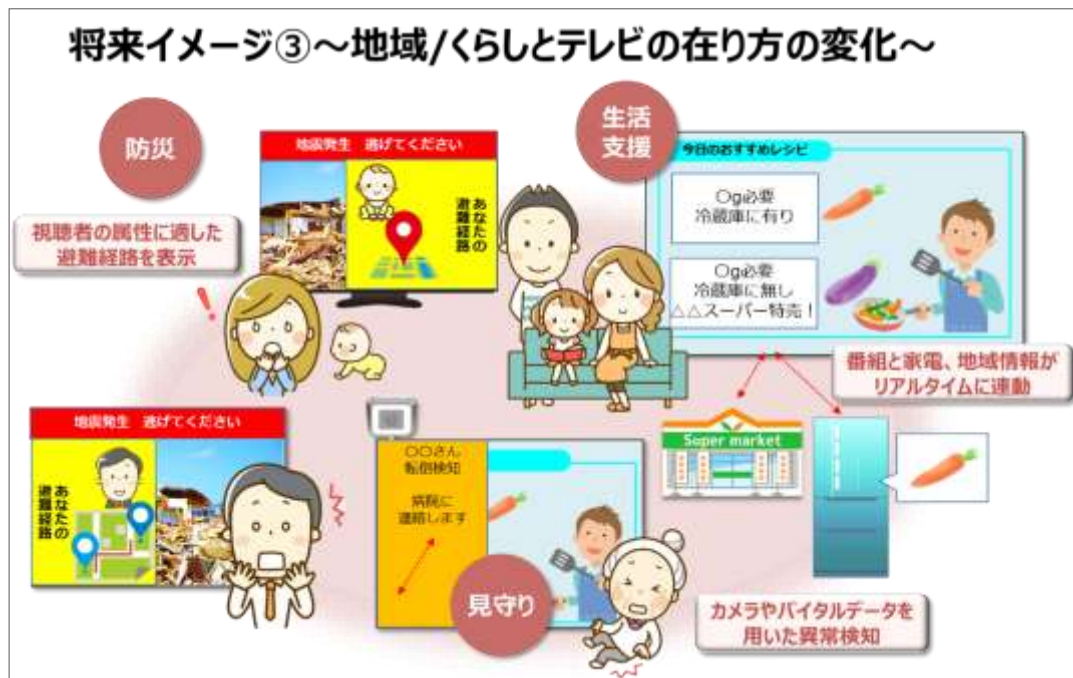 将来イメージ③～地域/くらしとテレビの在り方の変化～
防災
地震発生 逃げてください
あなたの
避難経路
視聴者の属性に適した
避難経路を表示
生活
支援
今日のおすすめレシピ
○g必要
冷蔵庫に有り
○g必要
冷蔵庫に無し
△△スーパー特売！
番組と家電、地域情報が
リアルタイムに連動
Super market
地震発生 逃げてください
あなたの
避難経路
○○さん
転倒検知
病院に
連絡します
見守り
カメラやバイタルデータを
用いた異常検知